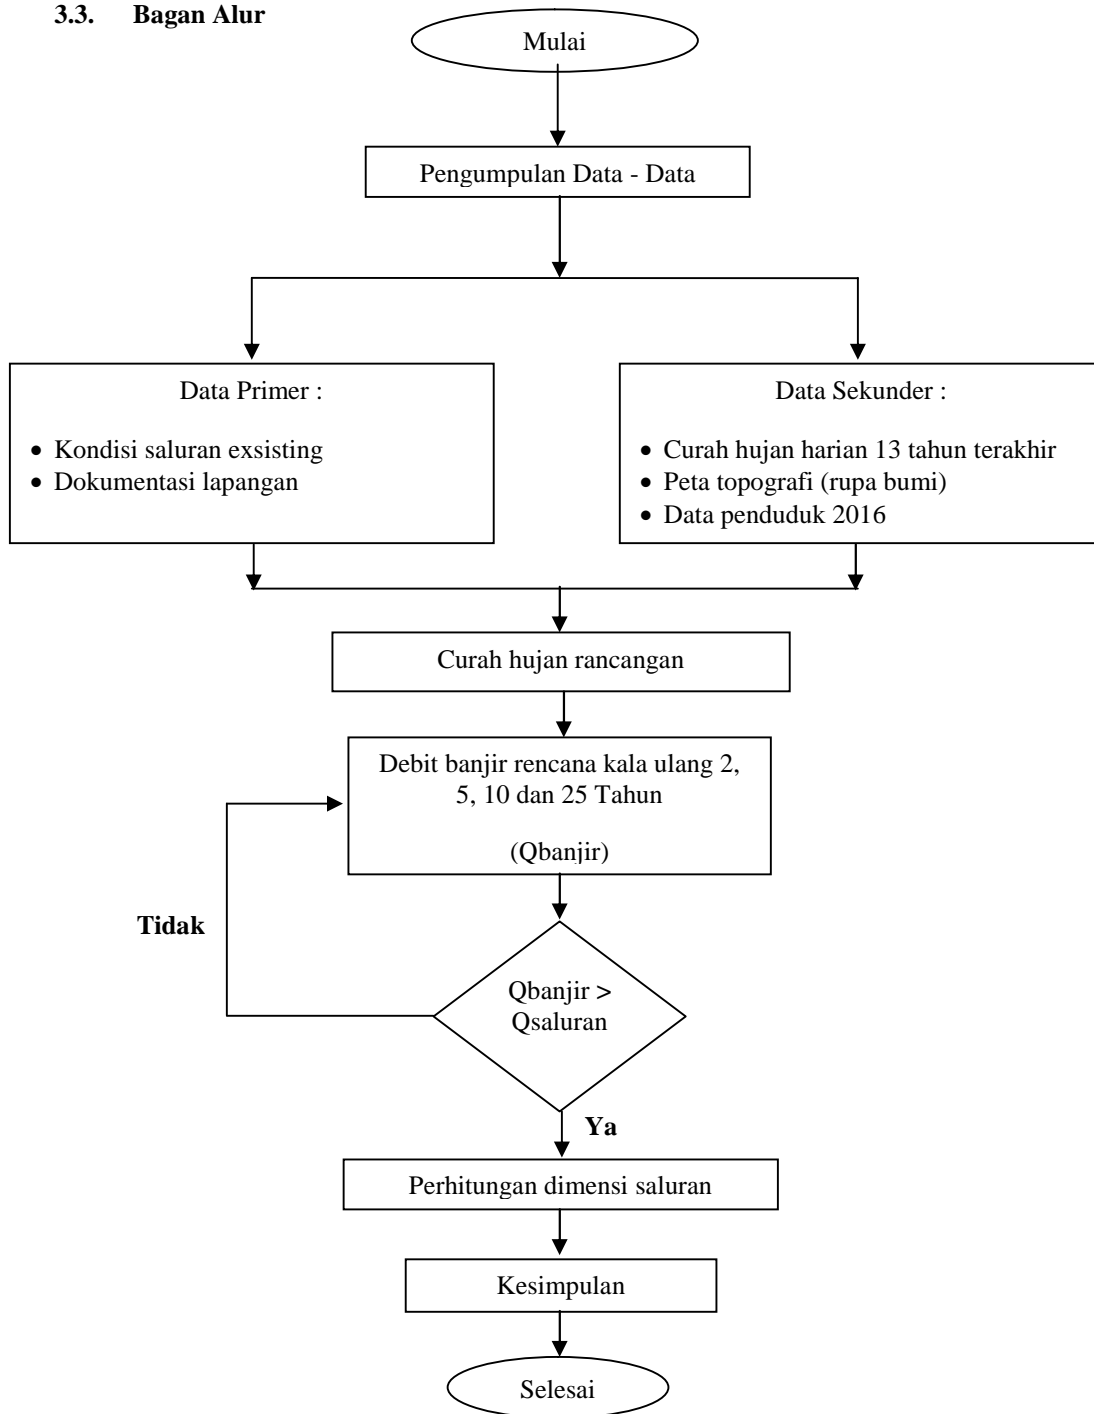 3.3. Bagan Alur
Mulai
Pengumpulan Data - Data
Data Primer :
• Kondisi saluran exsisting
• Dokumentasi lapangan
Data Sekunder :
• Curah hujan harian 13 tahun terakhir
• Peta topografi (rupa bumi)
• Data penduduk 2016
Curah hujan rancangan
Debit banjir rencana kala ulang 2,
5, 10 dan 25 Tahun
(Qbanjir)
Tidak
Qbanjir >
Qsaluran
Ya
Perhitungan dimensi saluran
Kesimpulan
Selesai